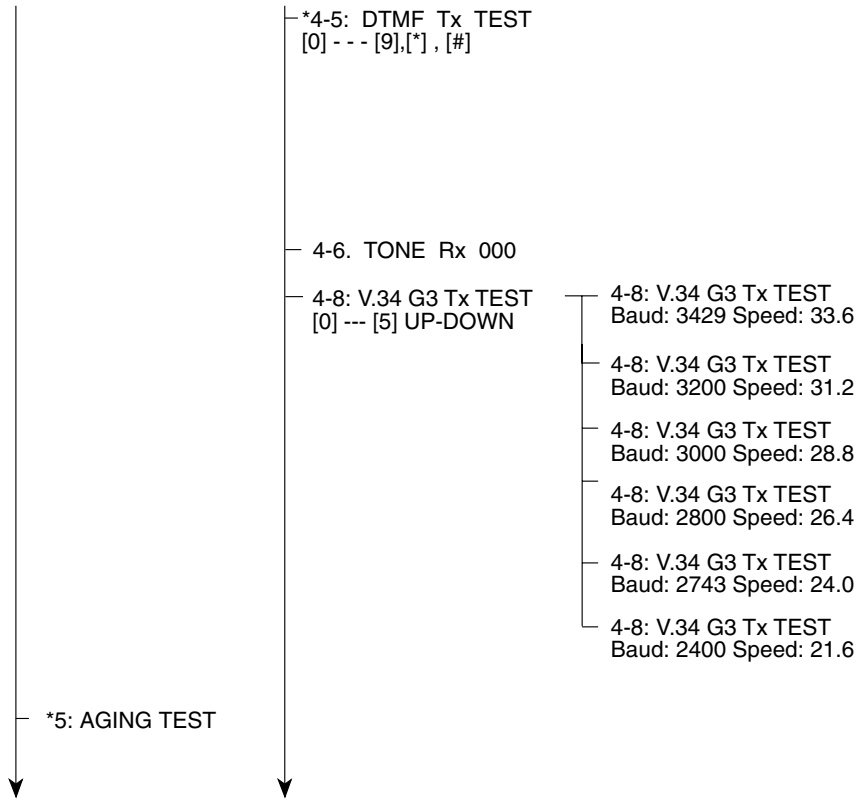 *4-5: DTMF Tx TEST
[0] - - - [9],[*] , [#]
4-6. TONE Rx 000
4-8: V.34 G3 Tx TEST
[0] --- [5] UP-DOWN
4-8: V.34 G3 Tx TEST
Baud: 3429 Speed: 33.6
4-8: V.34 G3 Tx TEST
Baud: 3200 Speed: 31.2
4-8: V.34 G3 Tx TEST
Baud: 3000 Speed: 28.8
4-8: V.34 G3 Tx TEST
Baud: 2800 Speed: 26.4
4-8: V.34 G3 Tx TEST
Baud: 2743 Speed: 24.0
4-8: V.34 G3 Tx TEST
Baud: 2400 Speed: 21.6
*5: AGING TEST